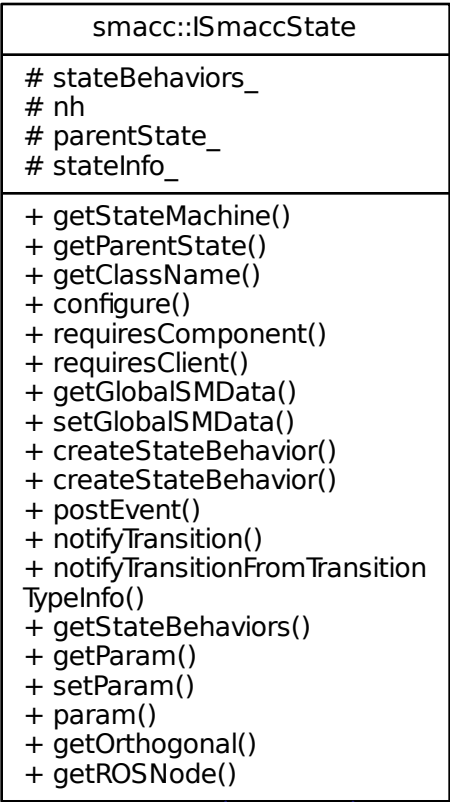 smacc::ISmaccState
# stateBehaviors_
# nh
# parentState_
# stateInfo_
+ getStateMachine()
+ getParentState()
+ getClassName()
+ configure()
+ requiresComponent()
+ requiresClient()
+ getGlobalSMData()
+ setGlobalSMData()
+ createStateBehavior()
+ createStateBehavior()
+ postEvent()
+ notifyTransition()
+ notifyTransitionFromTransition
TypeInfo()
+ getStateBehaviors()
+ getParam()
+ setParam()
+ param()
+ getOrthogonal()
+ getROSNode()